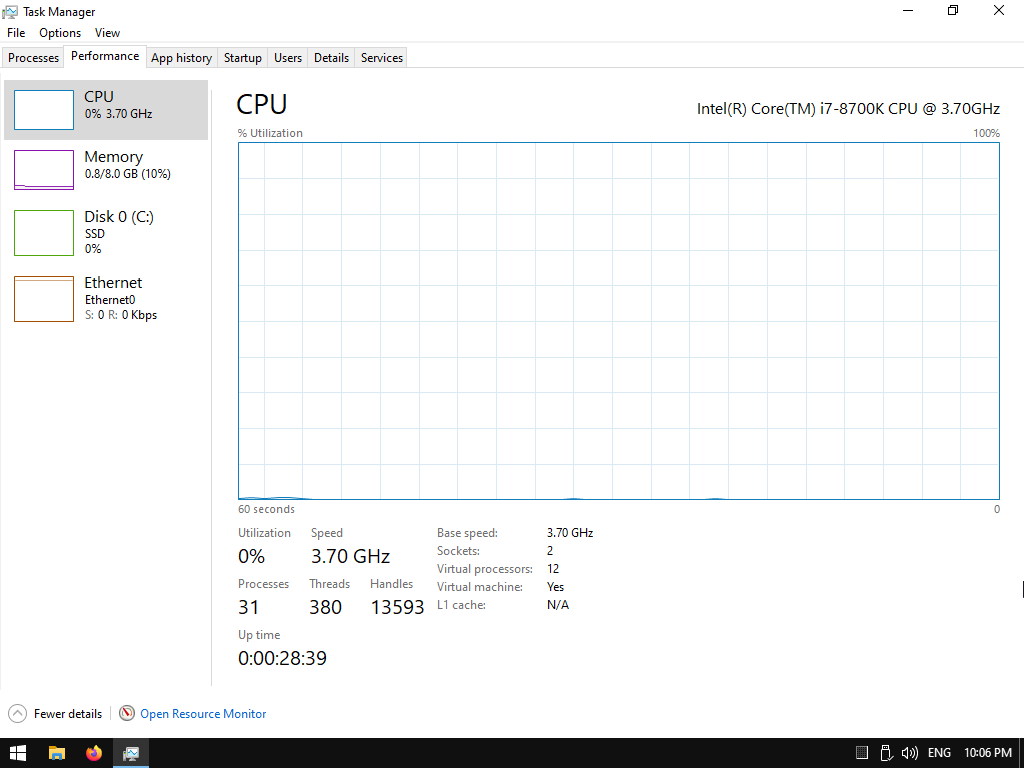 Task Manager
File Options View
Processes Performance App history Startup Users Details Services
CPU
0% 3.70 GHz
Memory
0.8/8.0 GB (10%)
Disk 0 (C:)
SSD
0%
Ethernet
Ethernet0
S: 0 R: 0 Kbps
CPU
Intel(R) Core(TM) i7-8700K CPU @ 3.70GHz
% Utilization 100%
60 seconds 0
Utilization Speed
0% 3.70 GHz
Processes Threads Handles
31 380 13593
Up time
0:00:28:39
Base speed: 3.70 GHz
Sockets: 2
Virtual processors: 12
Virtual machine: Yes
L1 cache: N/A
Fewer details Open Resource Monitor
ENG 10:06 PM